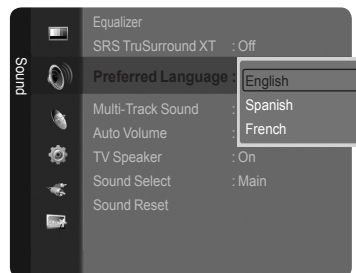 Sound
Equalizer
SRS TruSurround XT : Off
Preferred Language : English
Spanish
French
Multi-Track Sound :
Auto Volume :
TV Speaker : On
Sound Select : Main
Sound Reset